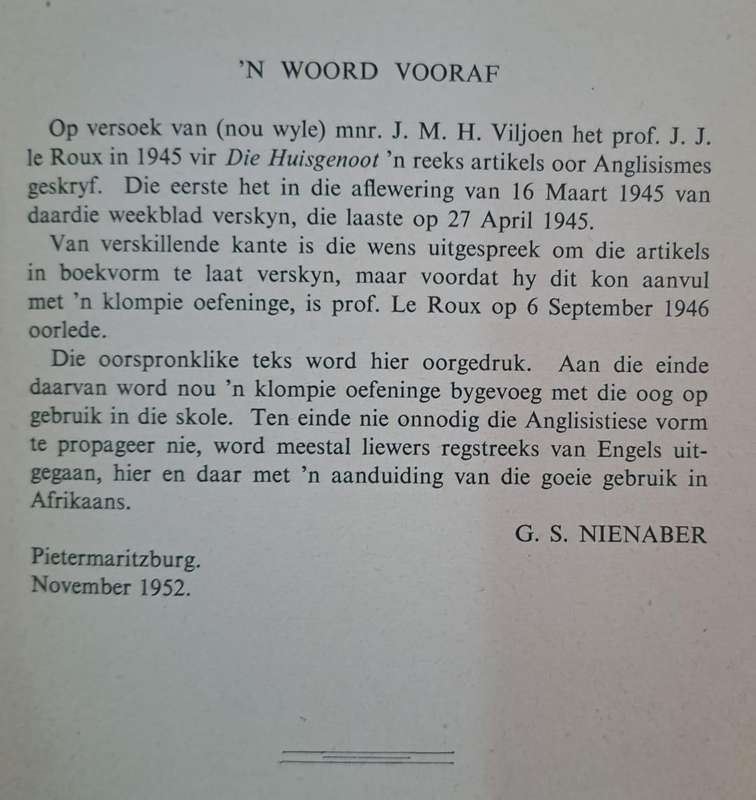 'N WOORD VOORAF
Op versoek van (nou wyle) mnr. J. M. H. Viljoen het prof. J. J.
le Roux in 1945 vir Die Huisgenoot 'n reeks artikels oor Anglisismes
geskryf. Die eerste het in die aflewering van 16 Maart 1945 van
daardie weekblad verskyn, die laaste op 27 April 1945.
Van verskillende kante is die wens uitgespreek om die artikels
in boekvorm te laat verskyn, maar voordat hy dit kon aanvul
met 'n klompie oefeninge, is prof. Le Roux op 6 September 1946
oorlede.
Die oorspronklike teks word hier oorgedruk. Aan die einde
daarvan word nou 'n klompie oefeninge bygevoeg met die oog op
gebruik in die skole. Ten einde nie onnodig die Anglisistiese vorm
te propageer nie, word meestal liewers regstreeks van Engels uit-
gegaan, hier en daar met 'n aanduiding van die goeie gebruik in
Afrikaans.
G. S. NIENABER
Pietermaritzburg.
November 1952.